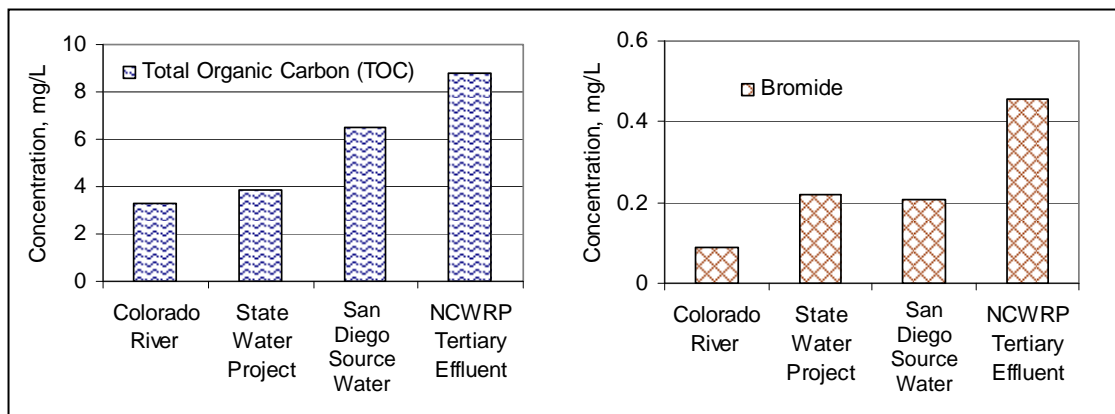 Concentration, mg/L
10
8
6
4
2
0
Total Organic Carbon (TOC)
Colorado
River
State
Water
Project
San
Diego
Source
Water
NCWRP
Tertiary
Effluent
Concentration, mg/L
0.6
0.4
0.2
0
Bromide
Colorado
River
State
Water
Project
San
Diego
Source
Water
NCWRP
Tertiary
Effluent